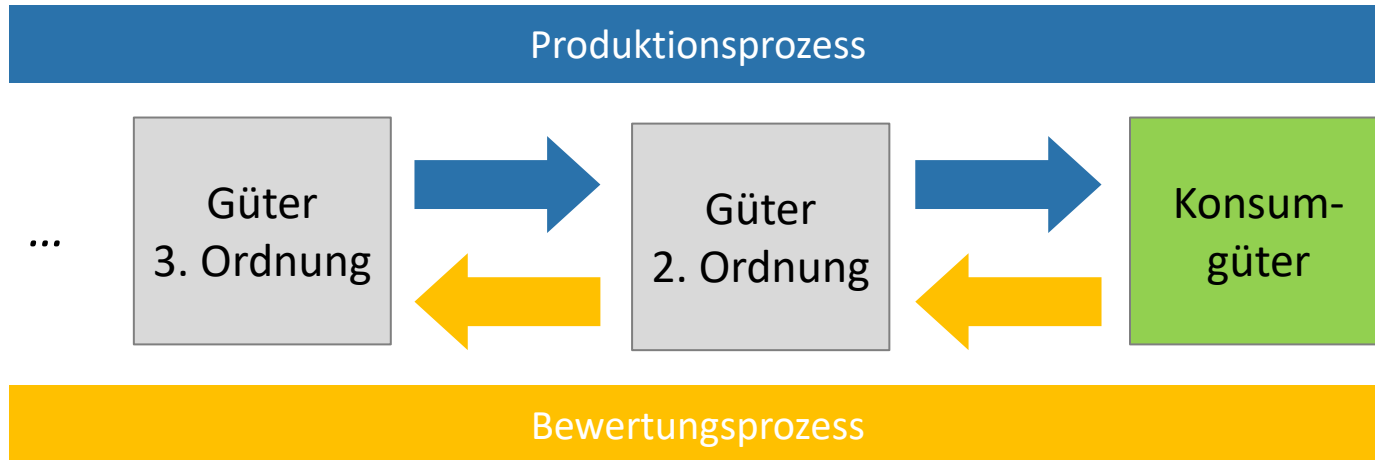 Produktionsprozess
...
Güter
3. Ordnung
Güter
2. Ordnung
Konsum-
güter
Bewertungsprozess